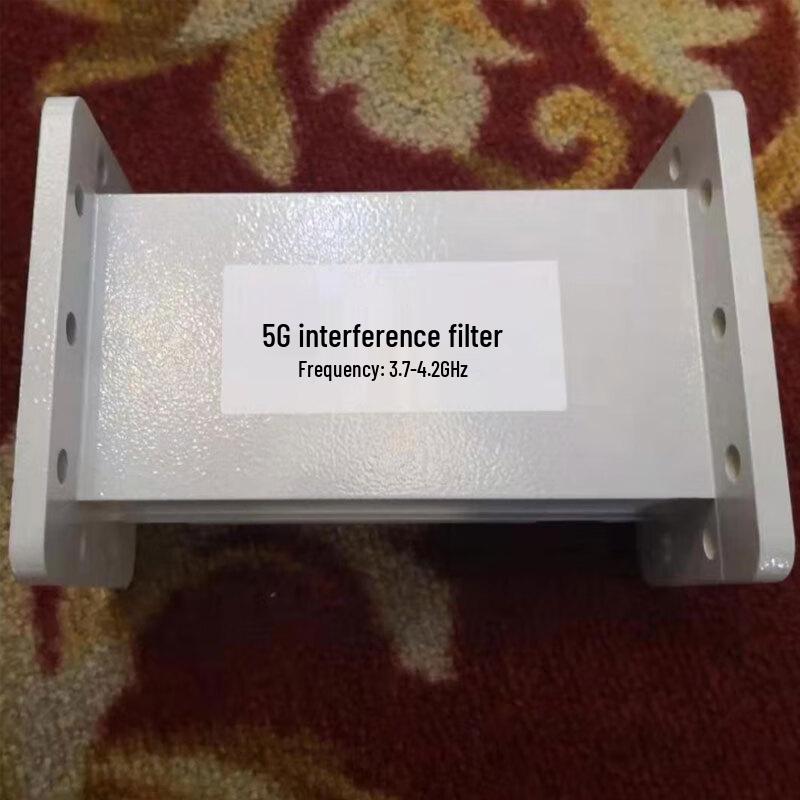 5G interference filter
Frequency: 3.7-4.2GHz